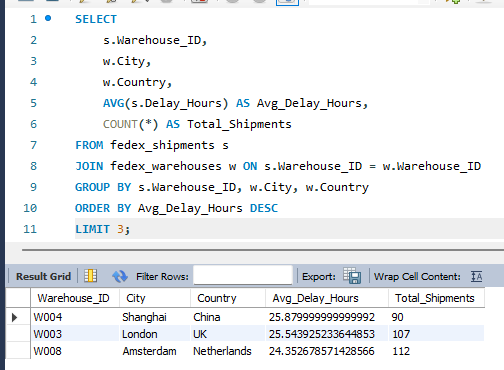 1 SELECT
2 s.Warehouse_ID,
3 w.City,
4 w.Country,
5 AVG(s.Delay_Hours) AS Avg_Delay_Hours,
6 COUNT(*) AS Total_Shipments
7 FROM fedex_shipments s
8 JOIN fedex_warehouses w ON s.Warehouse_ID = w.Warehouse_ID
9 GROUP BY s.Warehouse_ID, w.City, w.Country
10 ORDER BY Avg_Delay_Hours DESC
11 LIMIT 3;
Result Grid Filter Rows: Export: Wrap Cell Content:
Warehouse_ID City Country Avg_Delay_Hours Total_Shipments
W004 Shanghai China 25.879999999999992 90
W003 London UK 25.543925233644853 107
W008 Amsterdam Netherlands 24.352678571428566 112